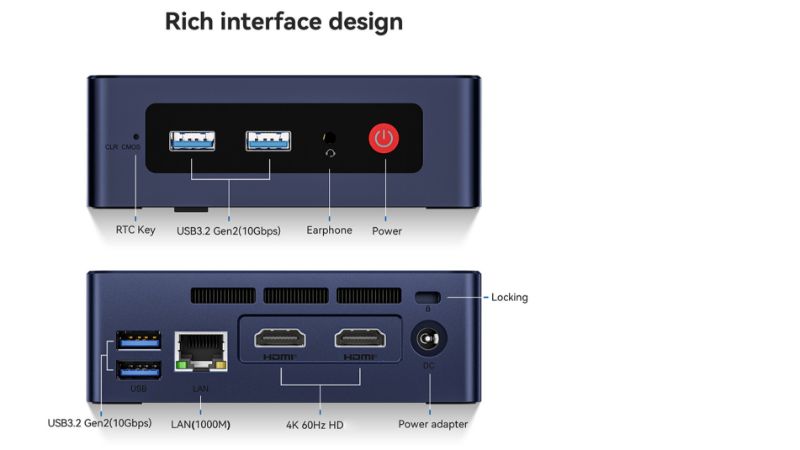 Rich interface design
CLR CMOS
RTC Key
USB3.2 Gen2(10Gbps)
Earphone
Power
Locking
HDMI
HDMI
DC
USB
LAN
USB3.2 Gen2(10Gbps)
LAN(1000M)
4K 60Hz HD
Power adapter